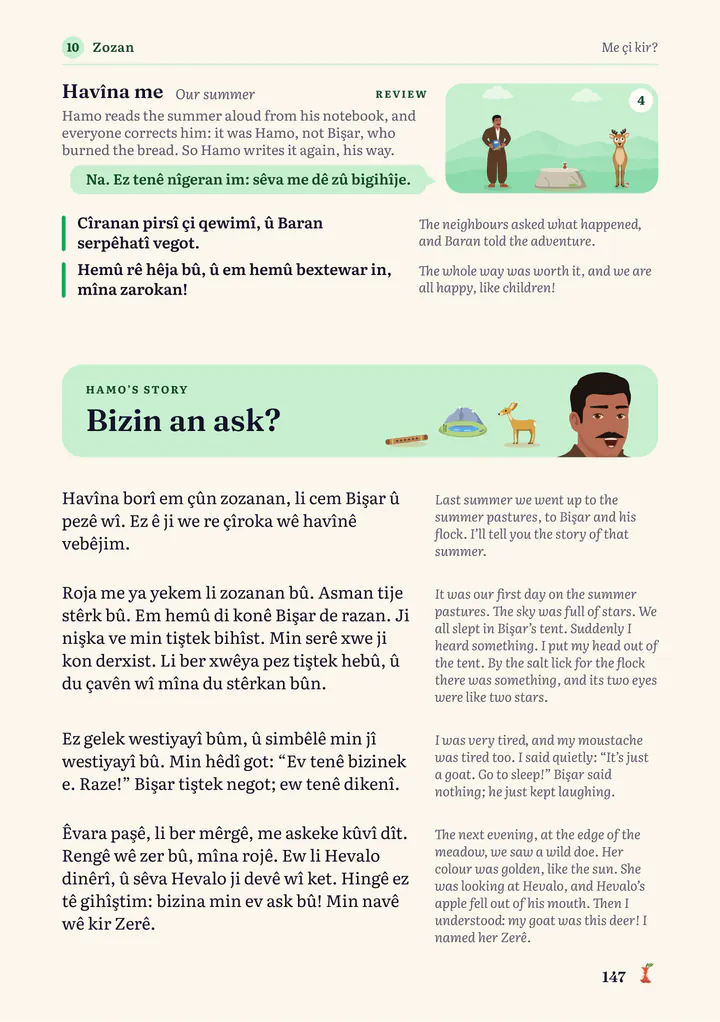 10 Zozan
Me çi kir?
Havîna me Our summer
REVIEW
Hamo reads the summer aloud from his notebook, and
everyone corrects him: it was Hamo, not Bişar, who
burned the bread. So Hamo writes it again, his way.
4
Na. Ez tenê nîgeran im: sêva me dê zû bigihîje.
Cîranan pirsî çi qewimî, û Baran
serpêhatî vegot.
The neighbours asked what happened,
and Baran told the adventure.
Hemû rê hêja bû, û em hemû bextewar in,
mîna zarokan!
The whole way was worth it, and we are
all happy, like children!
HAMO'S STORY
Bizin an ask?
Havîna borî em çûn zozanan, li cem Bişar û
pezê wî. Ez ê ji we re çîroka wê havînê
vebêjim.
Last summer we went up to the
summer pastures, to Bişar and his
flock. I'll tell you the story of that
summer.
Roja me ya yekem li zozanan bû. Asman tije
stêrk bû. Em hemû di konê Bişar de razan. Ji
nişka ve min tiştek bihîst. Min serê xwe ji
kon derxist. Li ber xwêya pez tiştek hebû, û
du çavên wî mîna du stêrkan bûn.
It was our first day on the summer
pastures. The sky was full of stars. We
all slept in Bişar's tent. Suddenly I
heard something. I put my head out of
the tent. By the salt lick for the flock
there was something, and its two eyes
were like two stars.
Ez gelek westiyayî bûm, û simbêlê min jî
westiyayî bû. Min hêdî got: “Ev tenê bizinek
e. Raze!” Bişar tiştek negot; ew tenê dikenî.
I was very tired, and my moustache
was tired too. I said quietly: “It's just
a goat. Go to sleep!” Bişar said
nothing; he just kept laughing.
Êvara paşê, li ber mêrgê, me askeke kûvî dît.
Rengê wê zer bû, mîna rojê. Ew li Hevalo
dinêrî, û sêva Hevalo ji devê wî ket. Hingê ez
tê gihîştim: bizina min ev ask bû! Min navê
wê kir Zerê.
The next evening, at the edge of the
meadow, we saw a wild doe. Her
colour was golden, like the sun. She
was looking at Hevalo, and Hevalo's
apple fell out of his mouth. Then I
understood: my goat was this deer! I
named her Zerê.
147